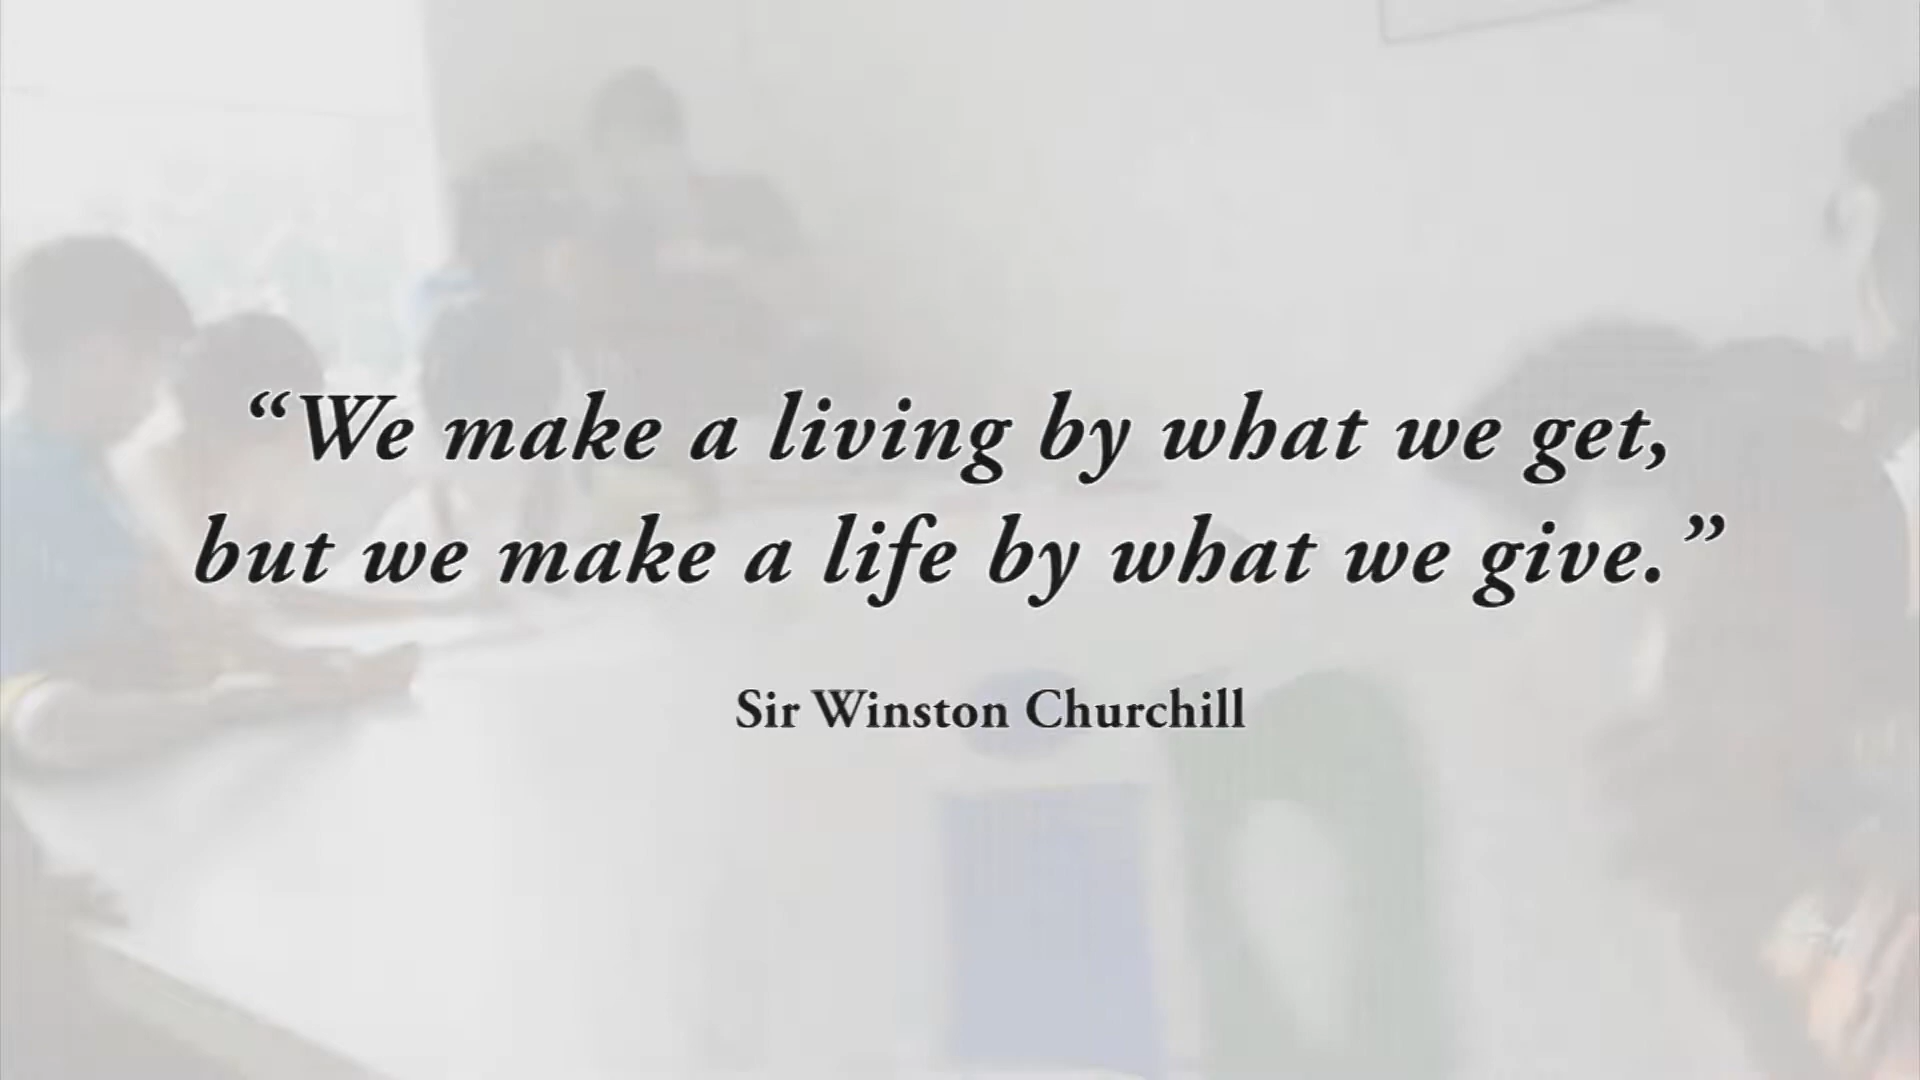 “We make a living by what we get,
but we make a life by what we give.”
Sir Winston Churchill